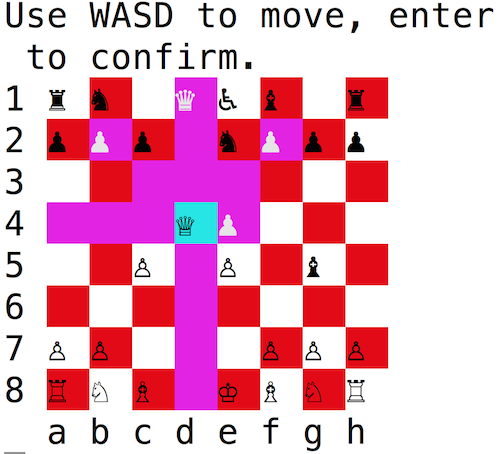 Use WASD to move, enter
to confirm.
1 ♜ ♞ ♛ ♿ ♝ ♜
2 ♟ ♟ ♟ ♞ ♟ ♟ ♟
3
4 ♕ ♟
5 ♙ ♙ ♝
6
7 ♙ ♙ ♙ ♙ ♙
8 ♖ ♘ ♗ ♔ ♗ ♘ ♖
a b c d e f g h